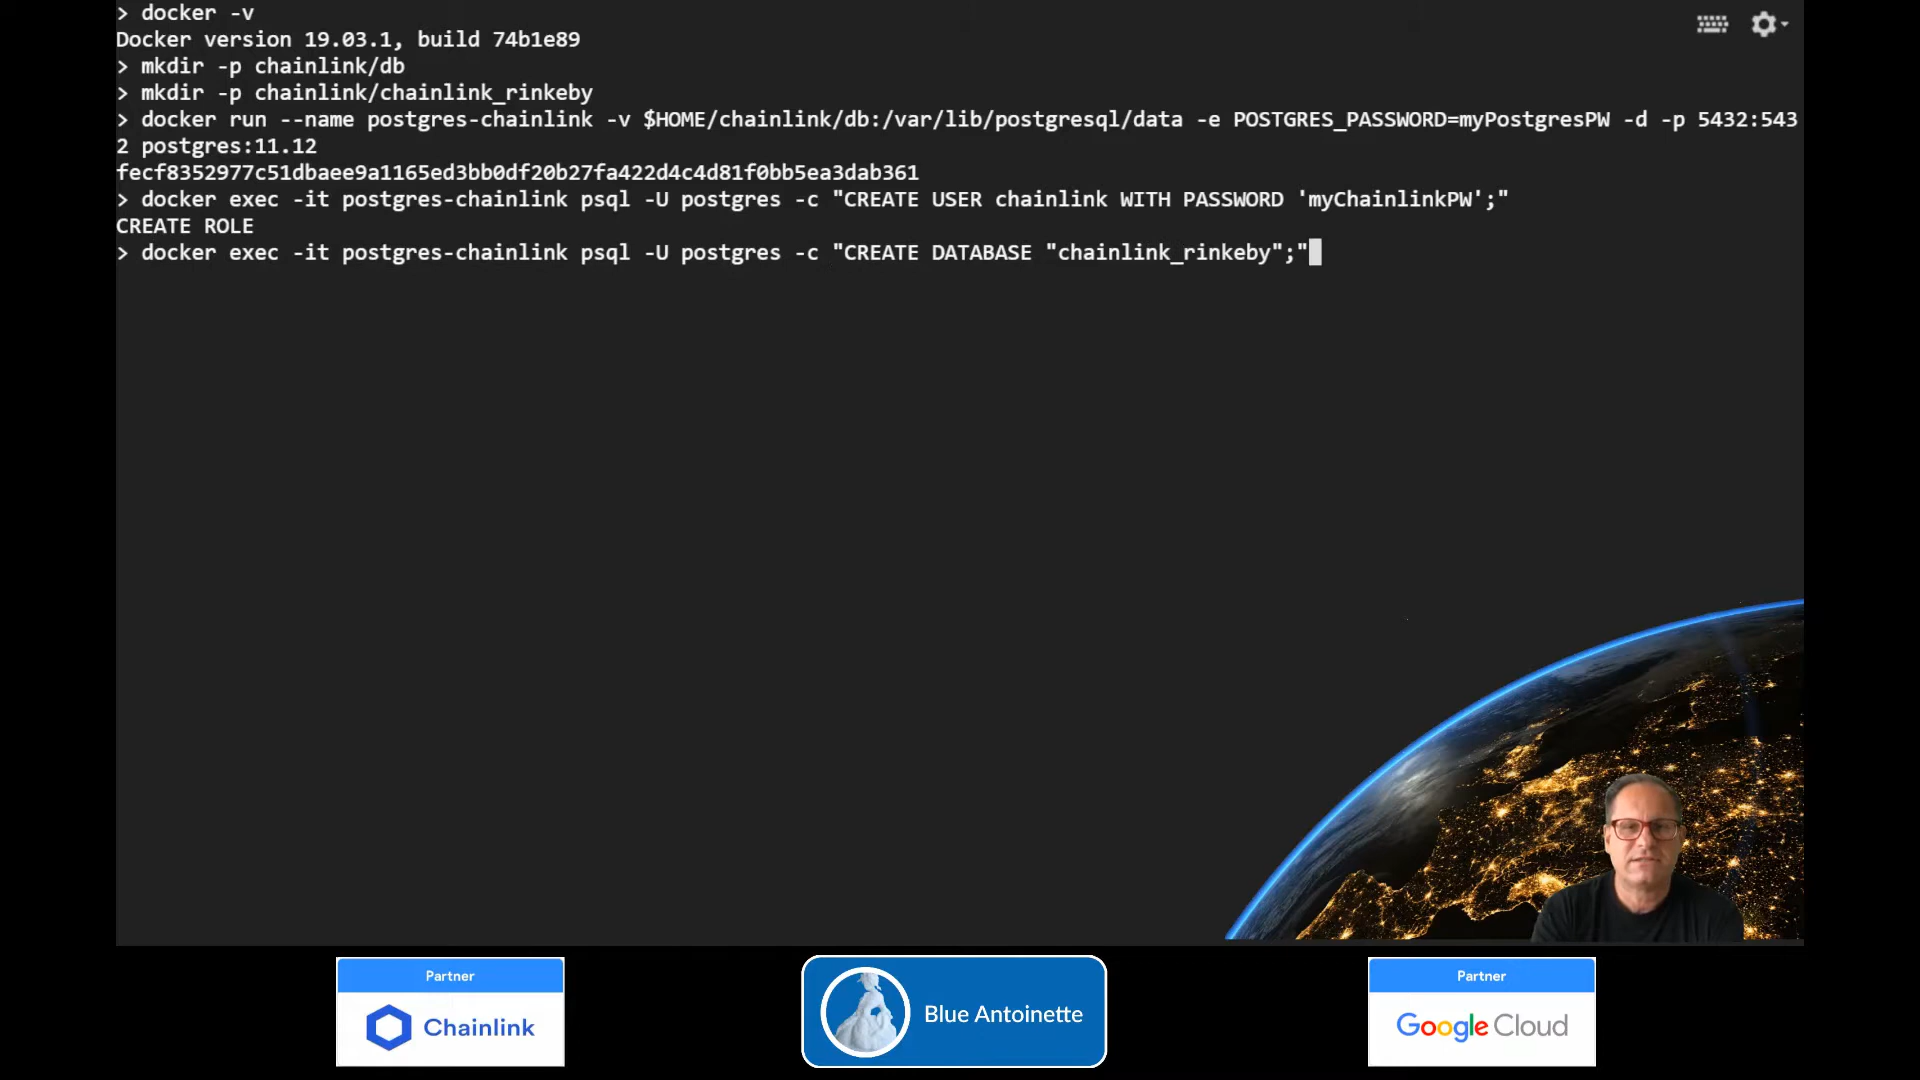 > docker -v
Docker version 19.03.1, build 74b1e89
> mkdir -p chainlink/db
> mkdir -p chainlink/chainlink_rinkeby
> docker run --name postgres-chainlink -v $HOME/chainlink/db:/var/lib/postgresql/data -e POSTGRES_PASSWORD=myPostgresPW -d -p 5432:543
2 postgres:11.12
fecf8352977c51dbaee9a1165ed3bb0df20b27fa422d4c4d81f0bb5ea3dab361
> docker exec -it postgres-chainlink psql -U postgres -c "CREATE USER chainlink WITH PASSWORD 'myChainlinkPW';"
CREATE ROLE
> docker exec -it postgres-chainlink psql -U postgres -c "CREATE DATABASE "chainlink_rinkeby";"
Partner
Chainlink
Blue Antoinette
Partner
Google Cloud